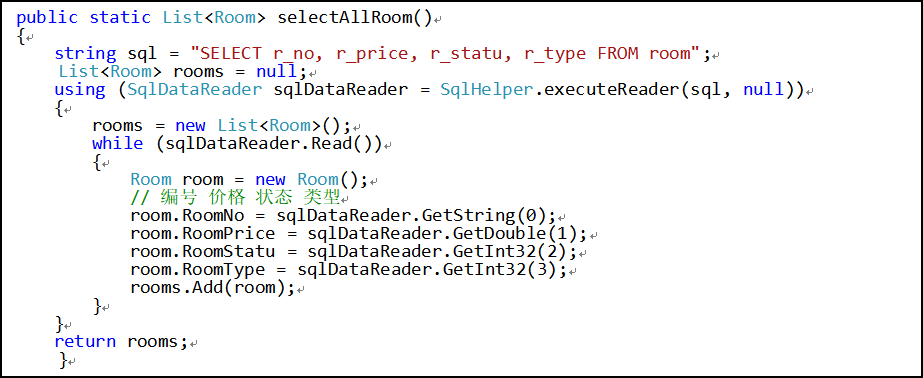 public static List<Room> selectAllRoom()
{
string sql = "SELECT r_no, r_price, r_statu, r_type FROM room";
List<Room> rooms = null;
using (SqlDataReader sqlDataReader = SqlHelper.executeReader(sql, null))
{
rooms = new List<Room>();
while (sqlDataReader.Read())
{
Room room = new Room();
// 编号 价格 状态 类型
room.RoomNo = sqlDataReader.GetString(0);
room.RoomPrice = sqlDataReader.GetDouble(1);
room.RoomStatu = sqlDataReader.GetInt32(2);
room.RoomType = sqlDataReader.GetInt32(3);
rooms.Add(room);
}
}
return rooms;
}